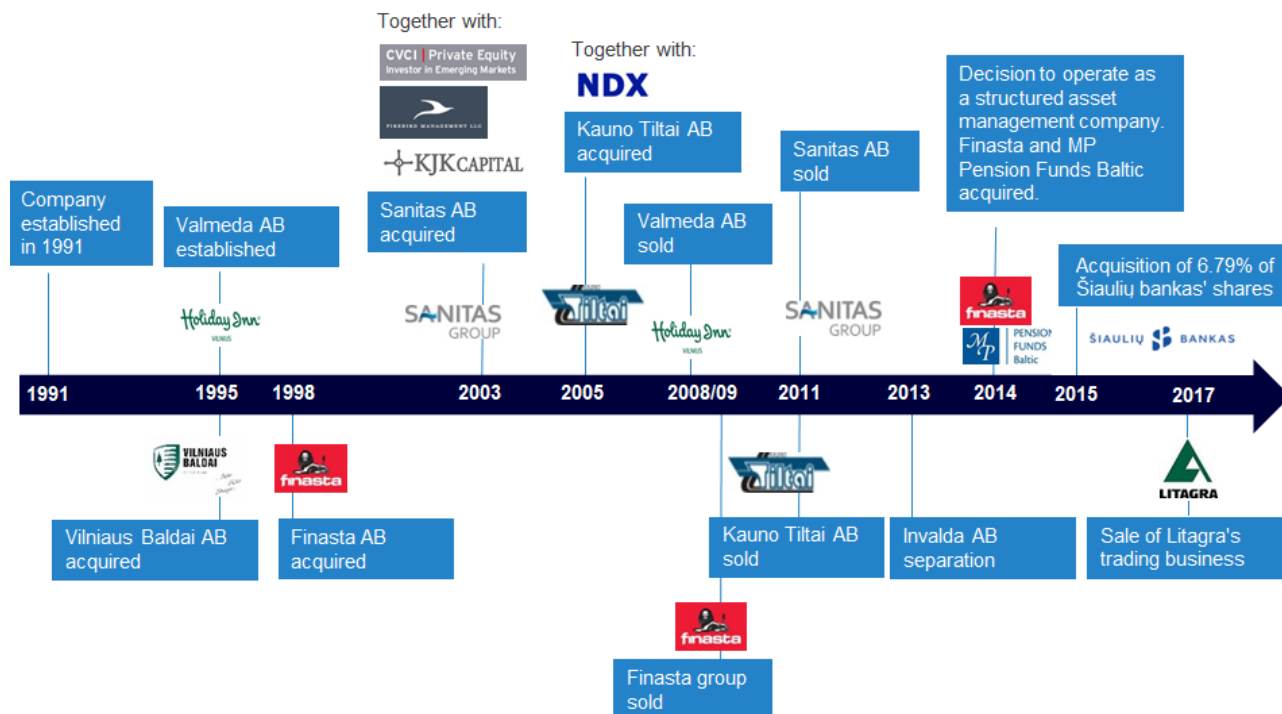 Together with:
CVCI | Private Equity
Investor in Emerging Markets
FIREBIRD MANAGEMENT LLC
KJK CAPITAL
Sanitas AB
acquired
SANITAS
GROUP
Together with:
NDX
Kauno Tiltai AB
acquired
Tiltai
Company
established
in 1991
Valmeda AB
established
Holiday Inn
VILNIUS
Valmeda AB
sold
Holiday Inn
VILNIUS
Sanitas AB
sold
SANITAS
GROUP
Decision to operate as
a structured asset
management company.
Finasta and MP
Pension Funds Baltic
acquired.
finasta
MP
PENSION
FUNDS
Baltic
Acquisition of 6.79% of
Šiaulių bankas' shares
ŠIAULIŲ BANKAS
1991 1995 1998 2003 2005 2008/09 2011 2013 2014 2015 2017
VILNIAUS
BALDAI
Vilniaus Baldai AB
acquired
finasta
Finasta AB
acquired
finasta
Finasta group
sold
Tiltai
Kauno Tiltai AB
sold
Invalda AB
separation
LITAGRA
Sale of Litagra's
trading business